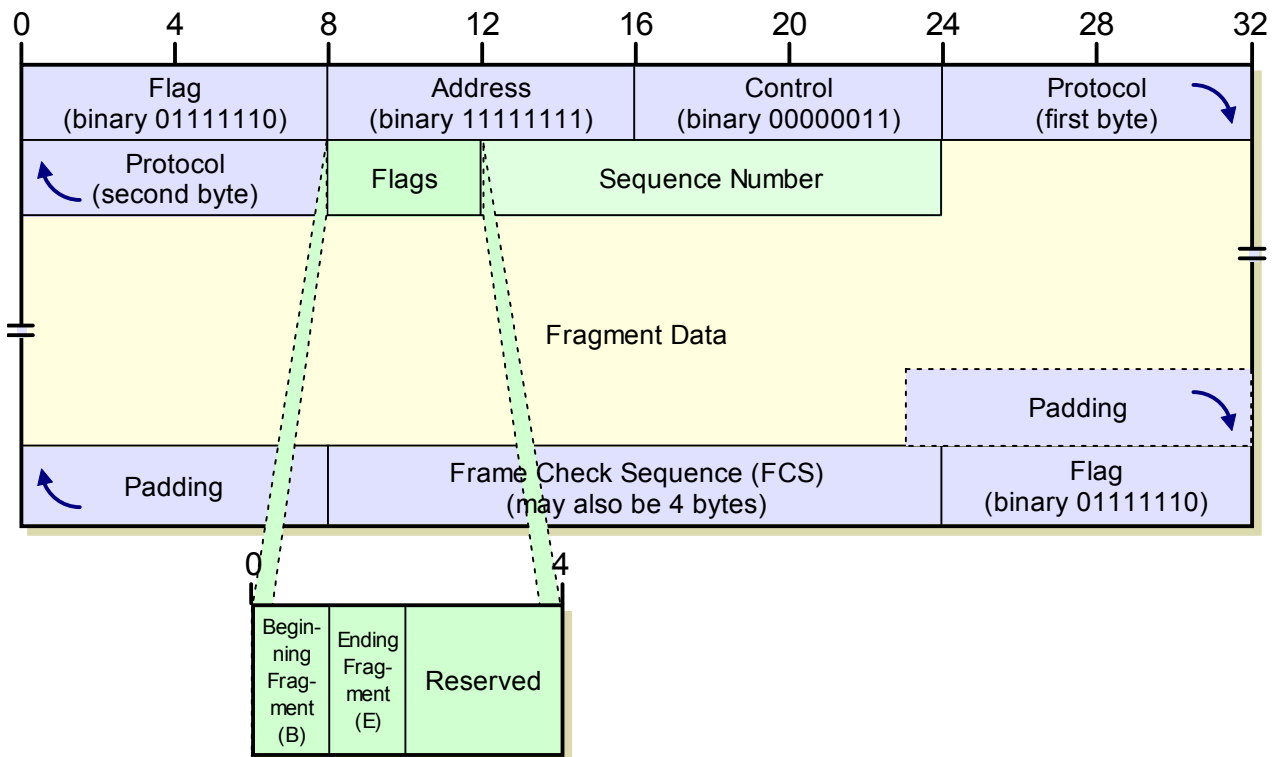 0 4 8 12 16 20 24 28 32
Flag
(binary 01111110)
Address
(binary 11111111)
Control
(binary 00000011)
Protocol
(first byte)
Protocol
(second byte)
Flags
Sequence Number
Fragment Data
Padding
Padding
Frame Check Sequence (FCS)
(may also be 4 bytes)
Flag
(binary 01111110)
0 4
Begin-
ning
Frag-
ment
(B)
Ending
Frag-
ment
(E)
Reserved